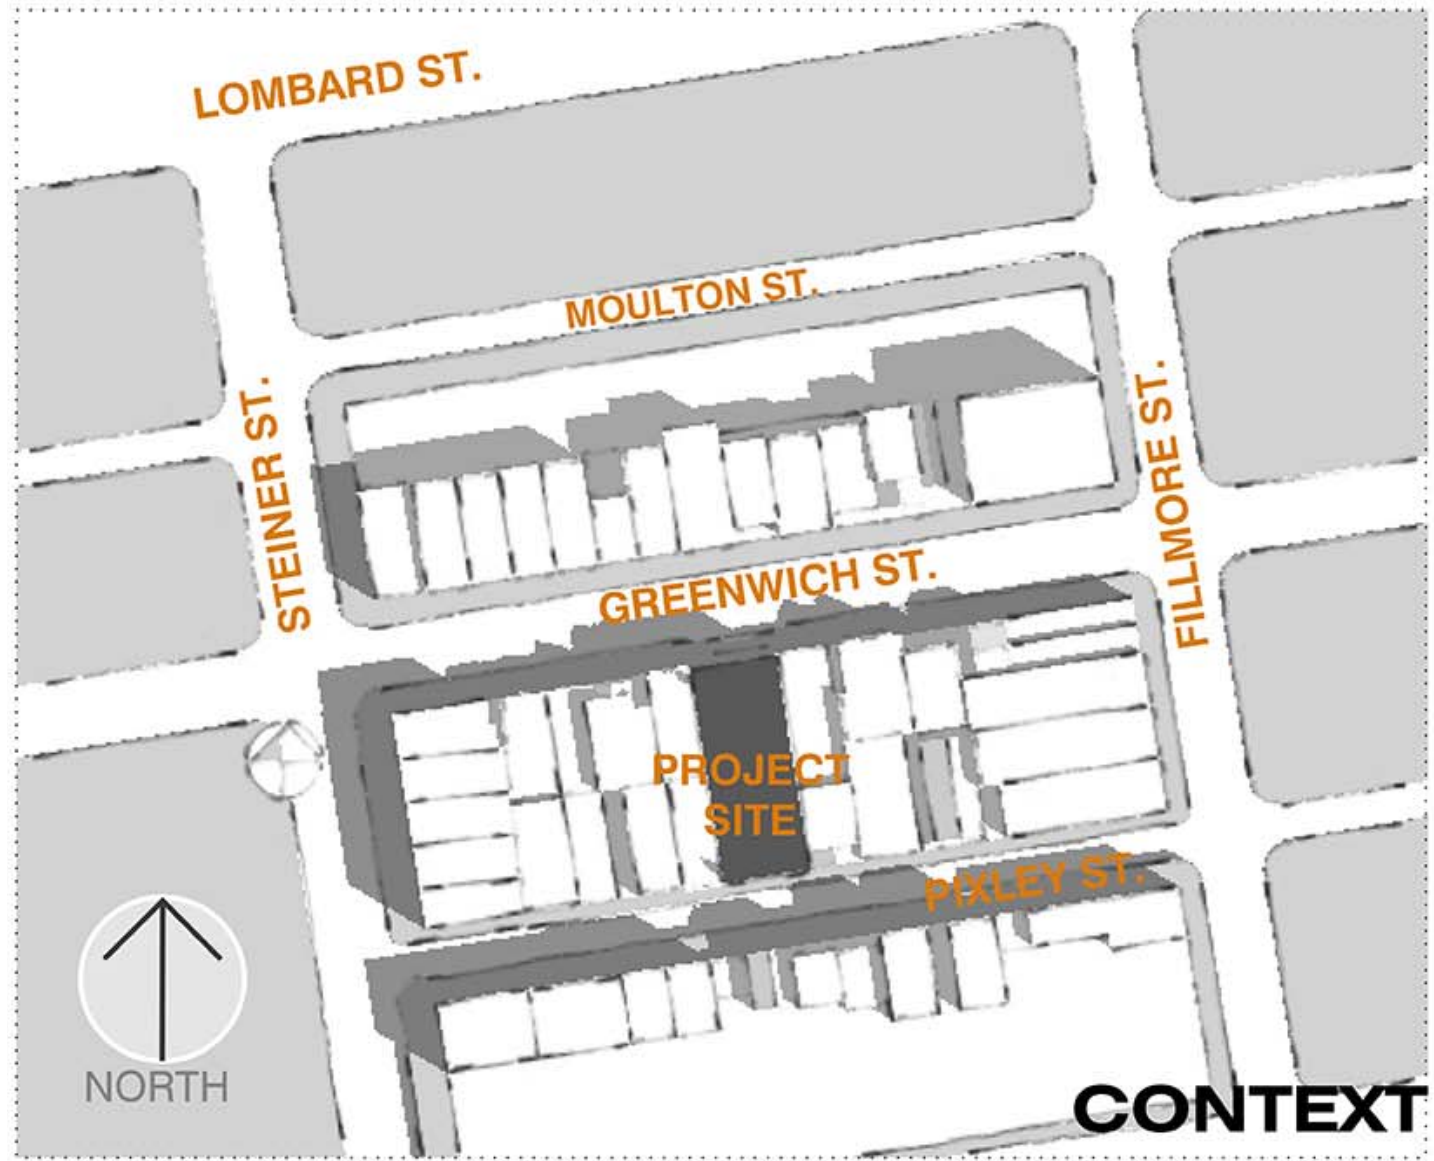 LOMBARD ST.
MOULTON ST.
STEINER ST.
FILLMORE ST.
GREENWICH ST.
PROJECT
SITE
PIXLEY ST.
NORTH
CONTEXT